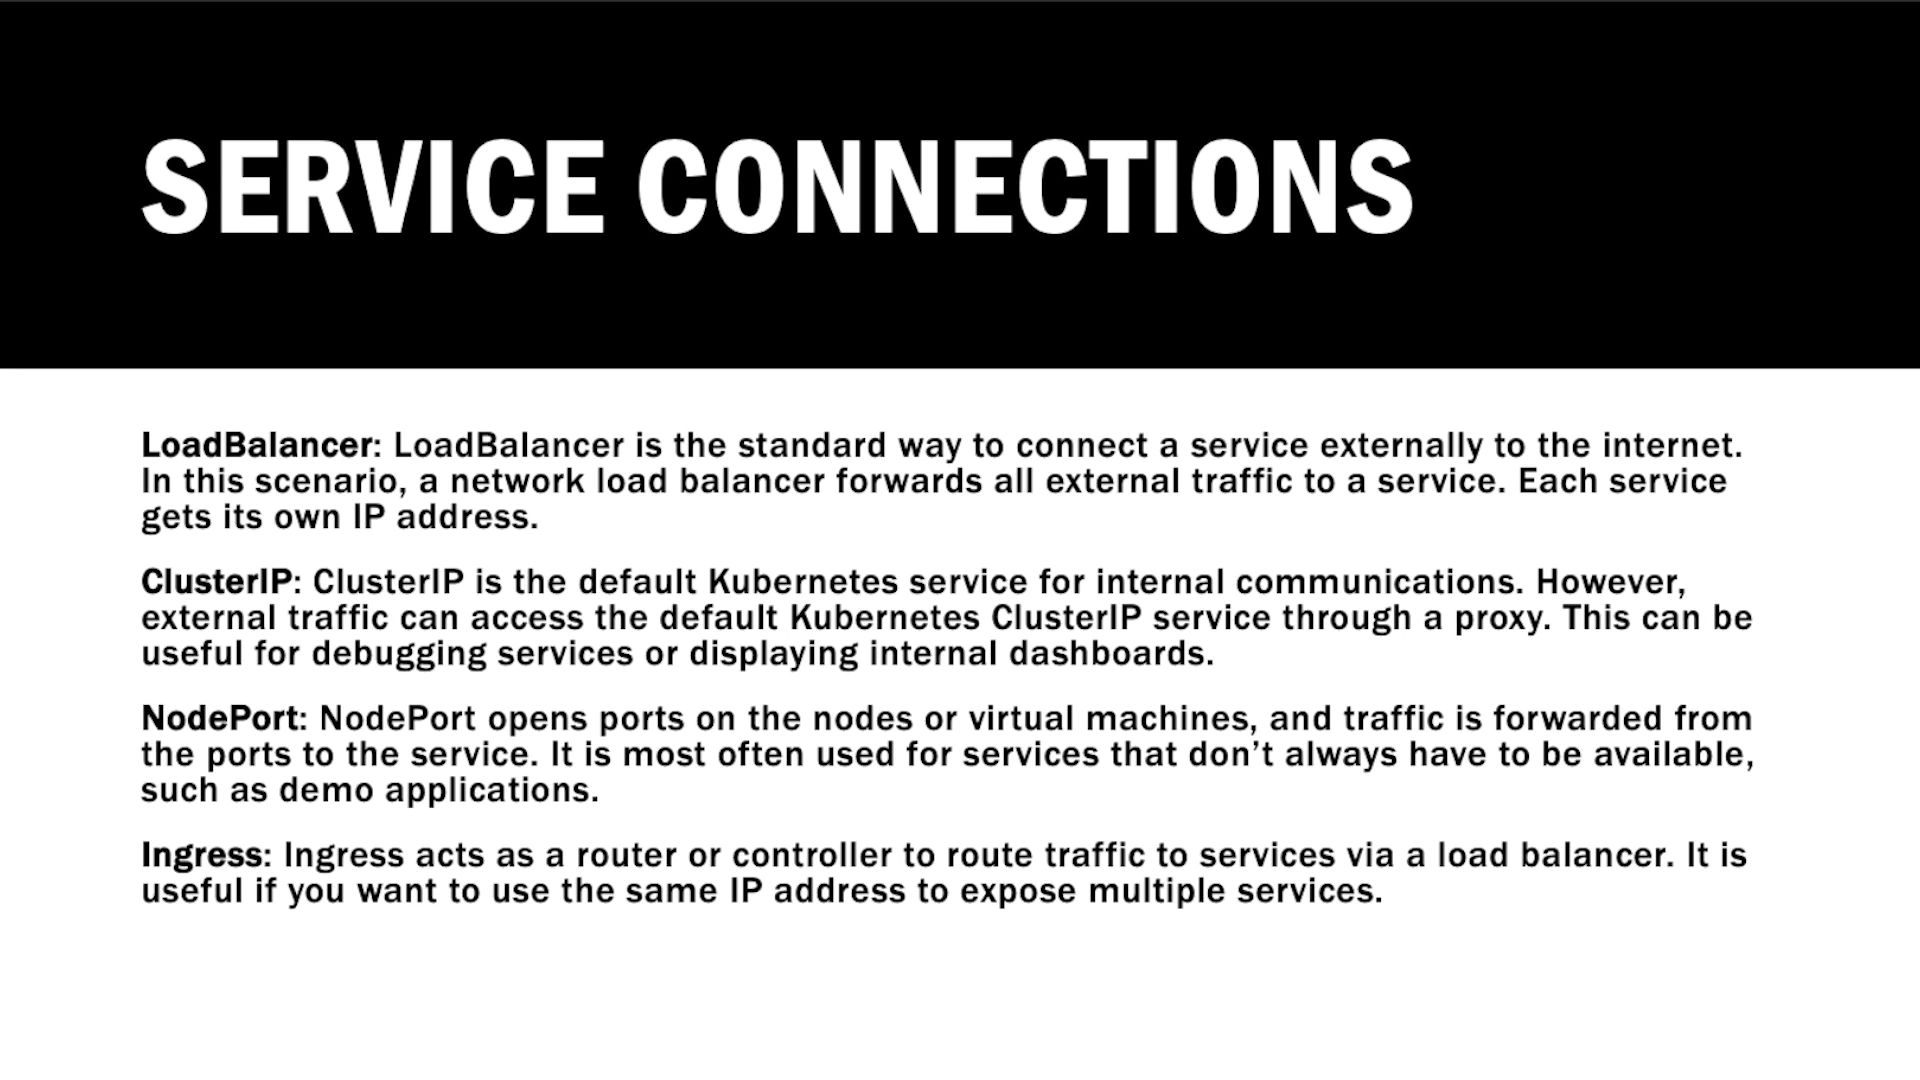 SERVICE CONNECTIONS
LoadBalancer: LoadBalancer is the standard way to connect a service externally to the internet.
In this scenario, a network load balancer forwards all external traffic to a service. Each service
gets its own IP address.
ClusterIP: ClusterIP is the default Kubernetes service for internal communications. However,
external traffic can access the default Kubernetes ClusterIP service through a proxy. This can be
useful for debugging services or displaying internal dashboards.
NodePort: NodePort opens ports on the nodes or virtual machines, and traffic is forwarded from
the ports to the service. It is most often used for services that don’t always have to be available,
such as demo applications.
Ingress: Ingress acts as a router or controller to route traffic to services via a load balancer. It is
useful if you want to use the same IP address to expose multiple services.